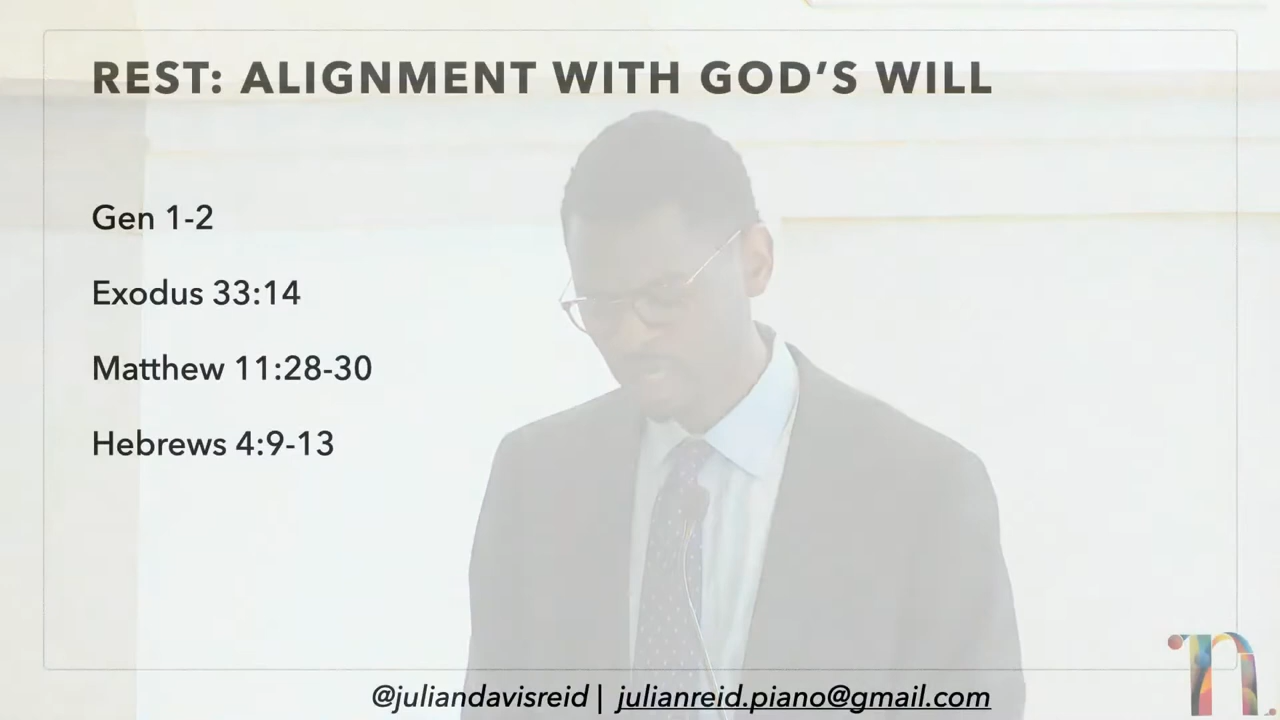 REST: ALIGNMENT WITH GOD’S WILL
Gen 1-2
Exodus 33:14
Matthew 11:28-30
Hebrews 4:9-13
@juliandavisreid | julianreid.piano@gmail.com
n